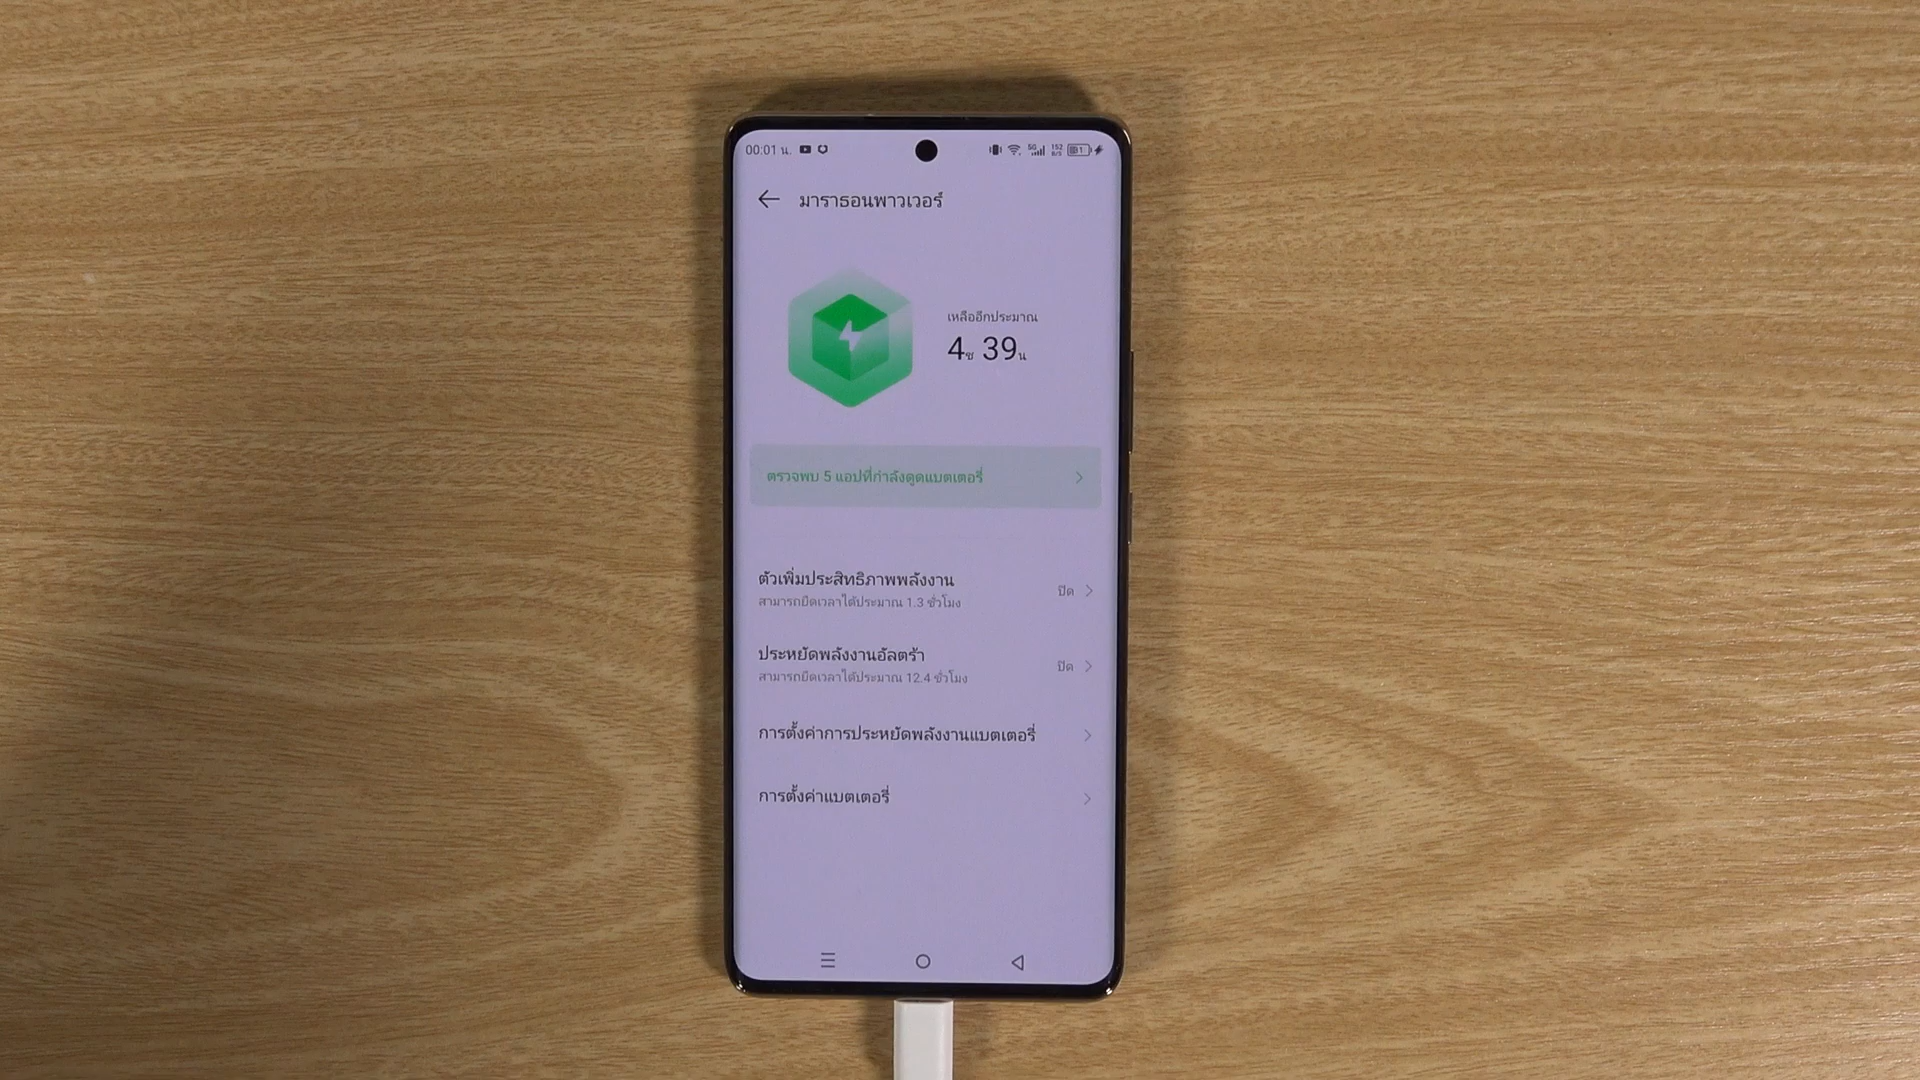 00:01 น. 5G 152 B/S
มาราธอนพาวเวอร์
เหลืออีกประมาณ
4ช 39น
ตรวจพบ 5 แอปที่กำลังดูดแบตเตอรี่
ตัวเพิ่มประสิทธิภาพพลังงาน
สามารถยืดเวลาได้ประมาณ 1.3 ชั่วโมง
ปิด
ประหยัดพลังงานอัลตร้า
สามารถยืดเวลาได้ประมาณ 12.4 ชั่วโมง
ปิด
การตั้งค่าการประหยัดพลังงานแบตเตอรี่
การตั้งค่าแบตเตอรี่